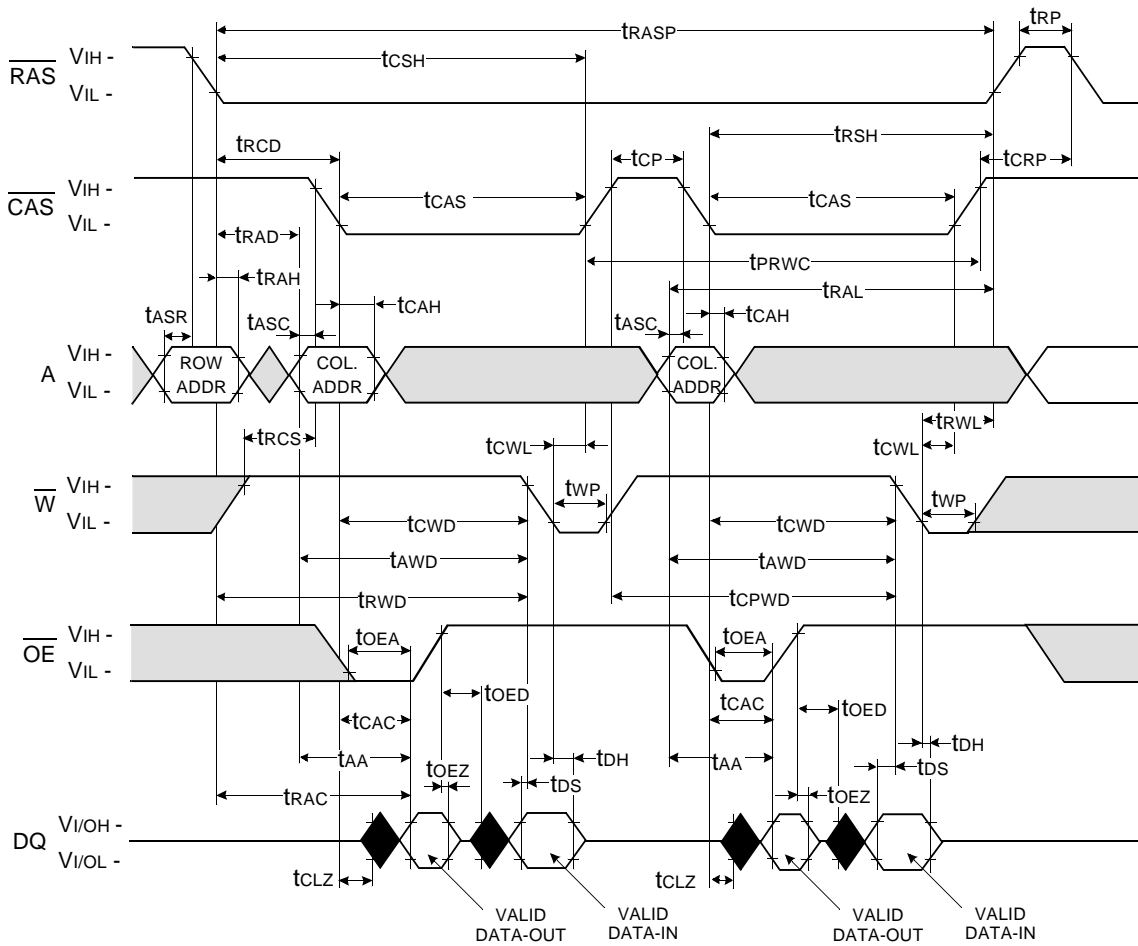 tRASP
tRP
tCSH
RAS
VIH -
VIL -
tRCD
tCP
tRSH
tCRP
CAS
VIH -
VIL -
tCAS
tCAS
tRAD
tPRWC
tRAH
tRAL
tASR
tASC
tCAH
tASC
tCAH
A
VIH -
VIL -
ROW
ADDR
COL.
ADDR
COL.
ADDR
tRWL
tRCS
tCWL
tCWL
W
VIH -
VIL -
tWP
tWP
tCWD
tCWD
tAWD
tAWD
tRWD
tCPWD
OE
VIH -
VIL -
tOEA
tOEA
tOED
tOED
tCAC
tCAC
tAA
tDH
tAA
tDH
tOEZ
tDS
tOEZ
tDS
tRAC
DQ
VI/OH -
VI/OL -
tCLZ
tCLZ
VALID
DATA-OUT
VALID
DATA-IN
VALID
DATA-OUT
VALID
DATA-IN